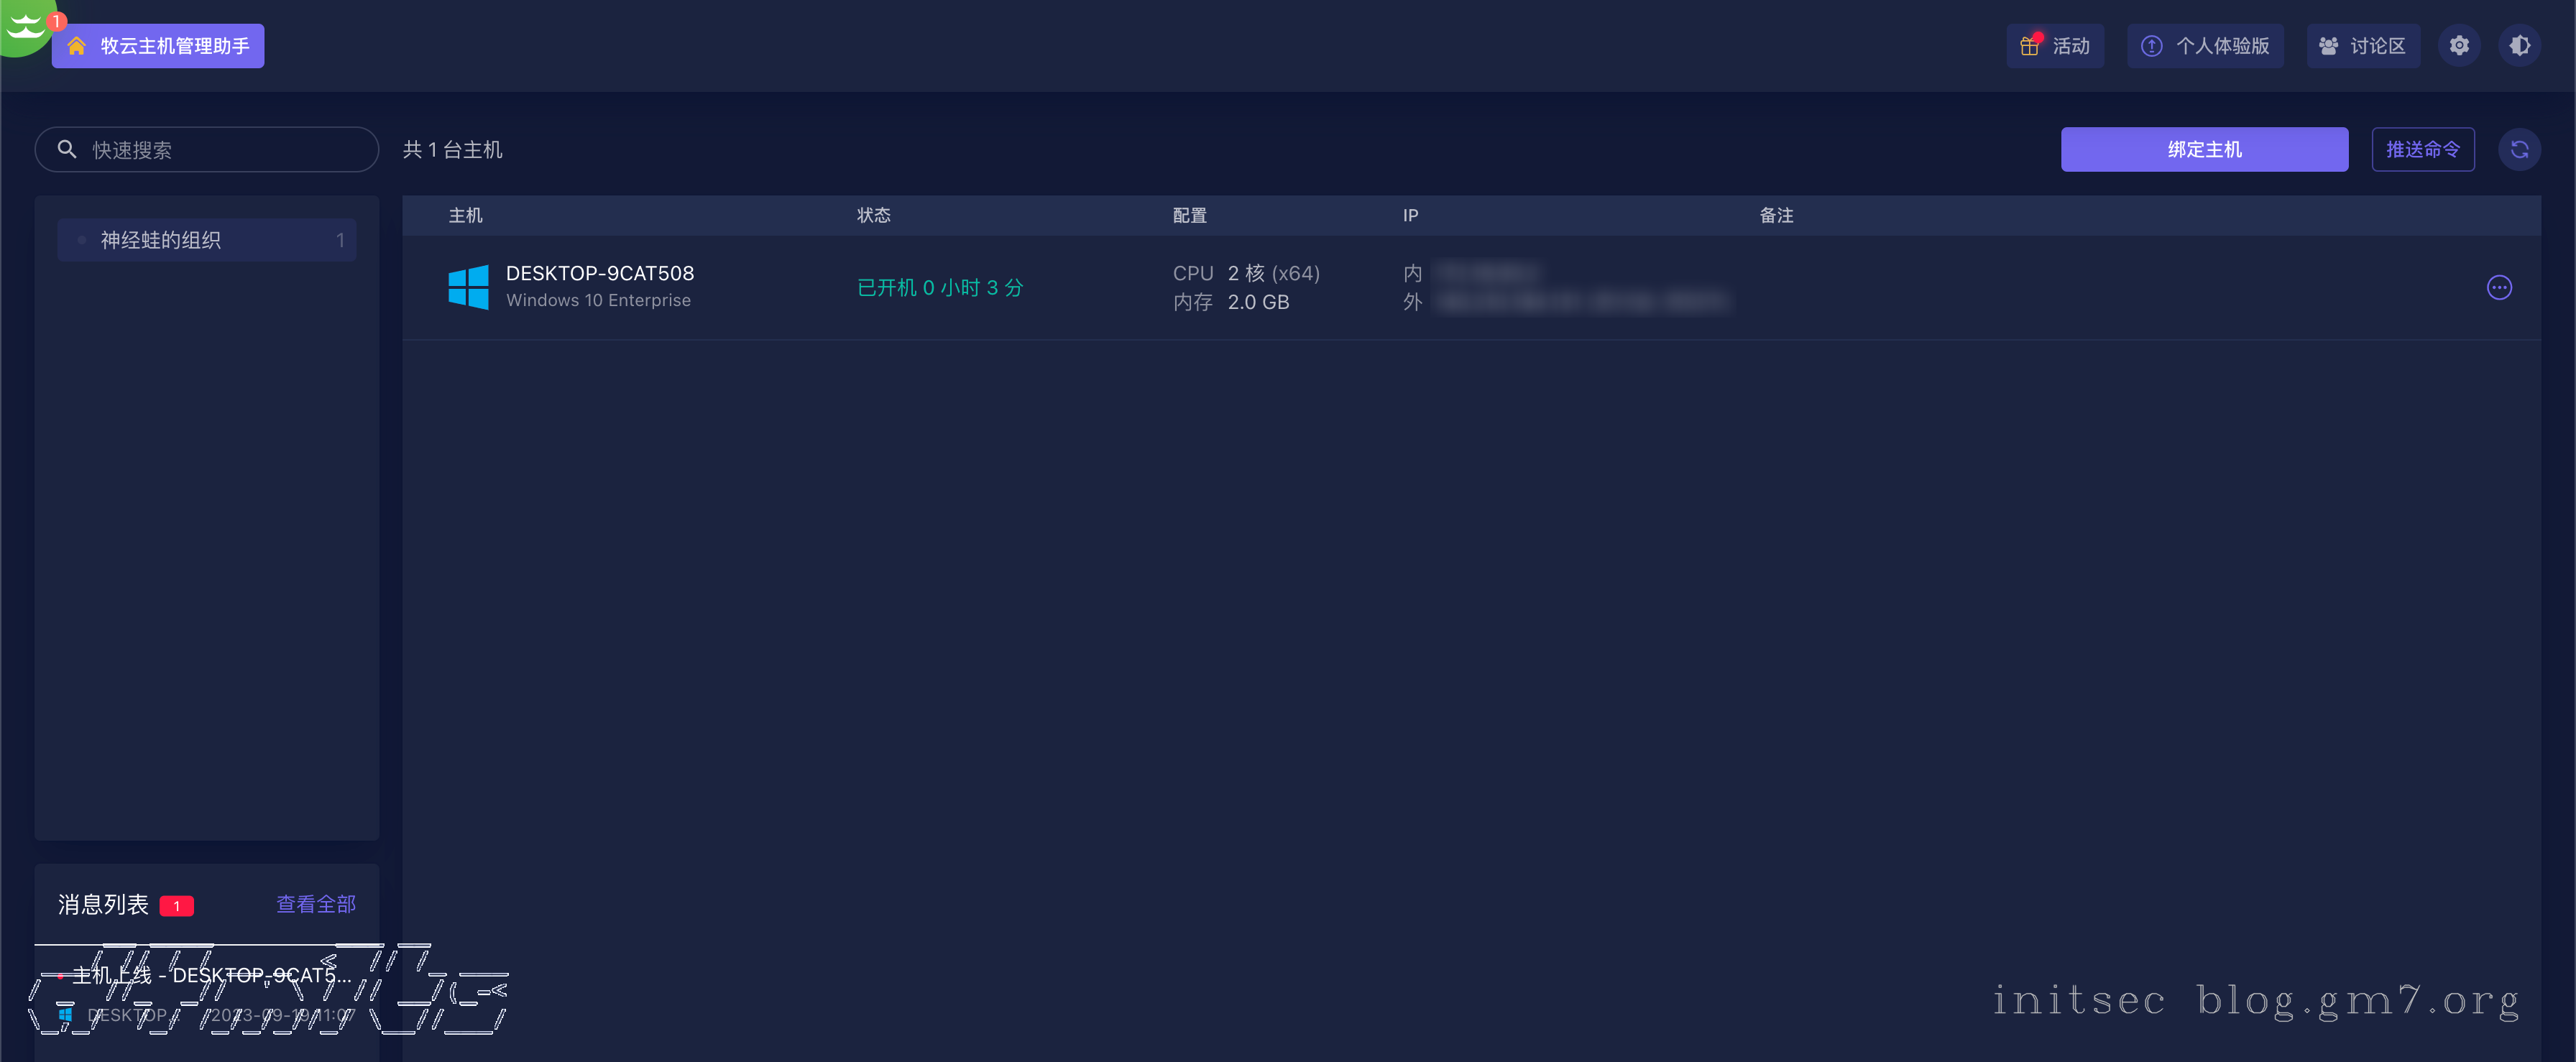 1
牧云主机管理助手
活动
个人体验版
讨论区
快速搜索
共 1 台主机
绑定主机
推送命令
神经蛙的组织 1
主机 状态 配置 IP 备注
DESKTOP-9CAT508
Windows 10 Enterprise
已开机 0 小时 3 分
CPU 2 核 (x64)
内存 2.0 GB
内
外
消息列表 1 查看全部
主机上线 - DESKTOP-9CAT5...
DESKTOP... 2023-09-19 11:07
initsec blog.gm7.org